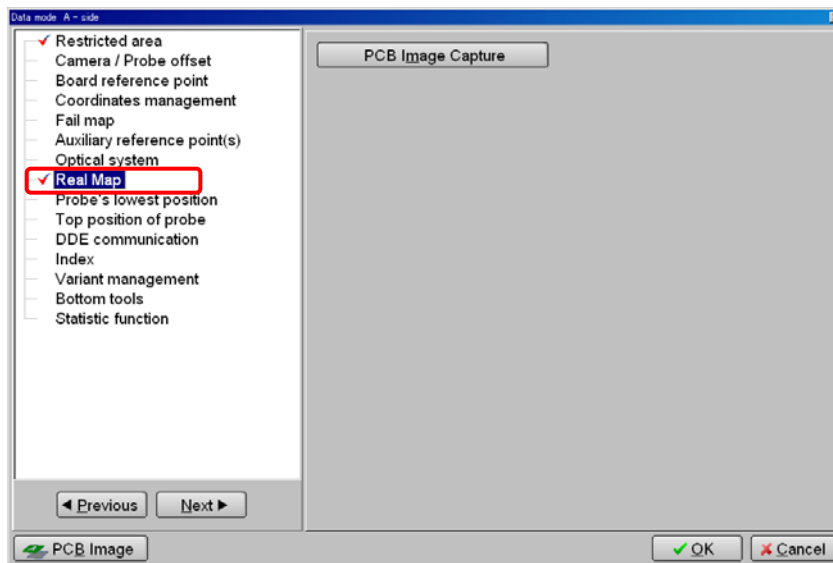 Data mode A - side
Restricted area
Camera / Probe offset
Board reference point
Coordinates management
Fail map
Auxiliary reference point(s)
Optical system
Real Map
Probe's lowest position
Top position of probe
DDE communication
Index
Variant management
Bottom tools
Statistic function
PCB Image Capture
Previous
Next
PCB Image
OK
Cancel